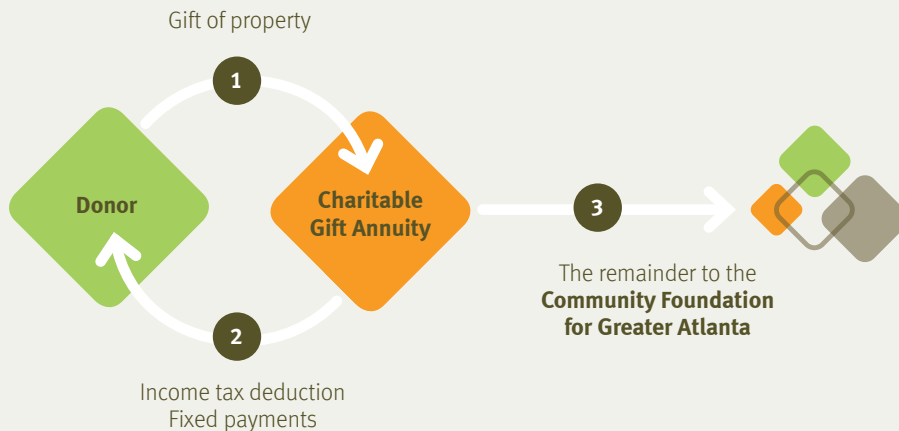 Gift of property
1
Donor
Charitable
Gift Annuity
3
The remainder to the
Community Foundation
for Greater Atlanta
2
Income tax deduction
Fixed payments